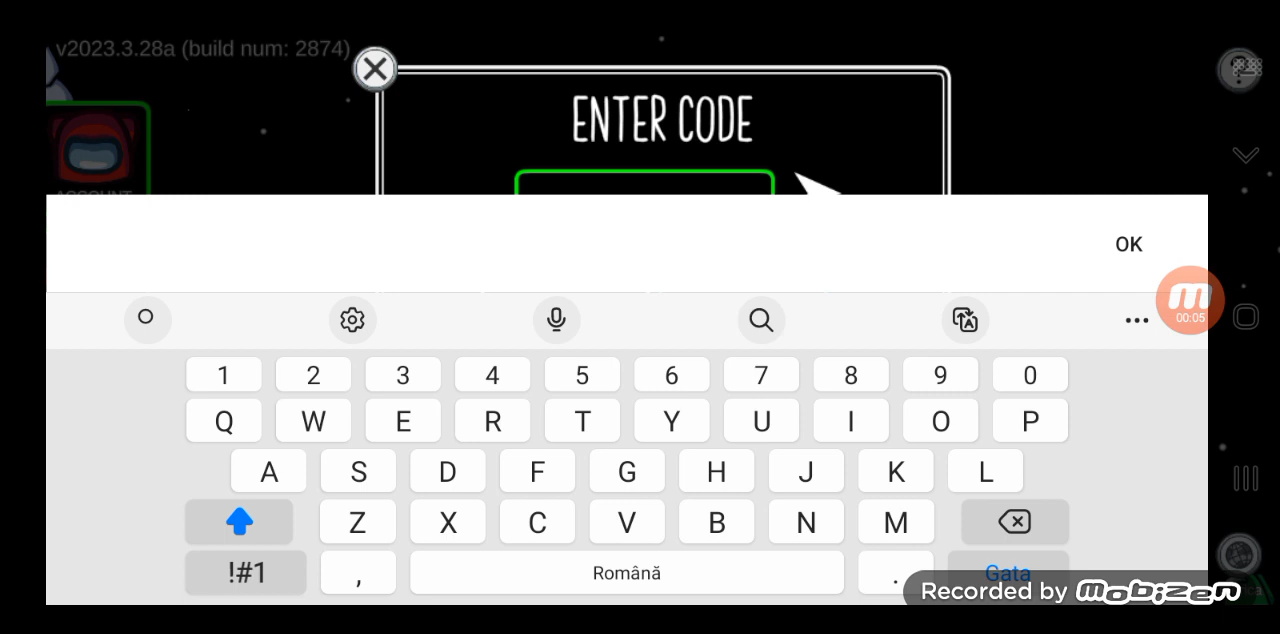 v2023.3.28a (build num: 2874)
ENTER CODE
ACCOUNT
OK
00:05
1 2 3 4 5 6 7 8 9 0
Q W E R T Y U I O P
A S D F G H J K L
Z X C V B N M
!#1 , Română . Gata
Recorded by mobizen